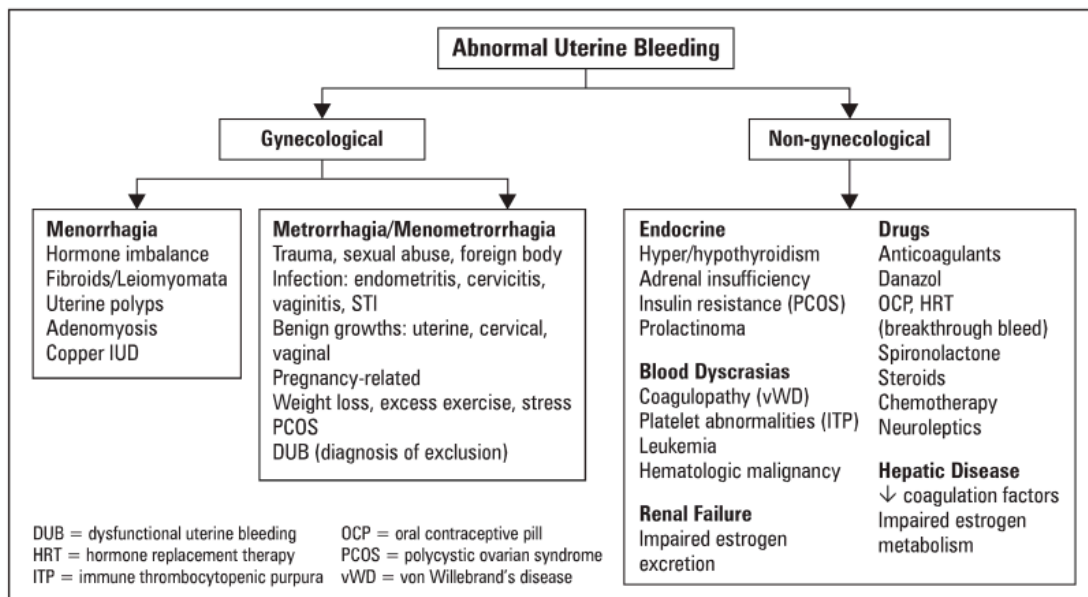 Abnormal Uterine Bleeding
Gynecological
Non-gynecological
Menorrhagia
Hormone imbalance
Fibroids/Leiomyomata
Uterine polyps
Adenomyosis
Copper IUD
Metrorrhagia/Menometrorrhagia
Trauma, sexual abuse, foreign body
Infection: endometritis, cervicitis,
vaginitis, STI
Benign growths: uterine, cervical,
vaginal
Pregnancy-related
Weight loss, excess exercise, stress
PCOS
DUB (diagnosis of exclusion)
Endocrine
Hyper/hypothyroidism
Adrenal insufficiency
Insulin resistance (PCOS)
Prolactinoma
Blood Dyscrasias
Coagulopathy (vWD)
Platelet abnormalities (ITP)
Leukemia
Hematologic malignancy
Renal Failure
Impaired estrogen
excretion
Drugs
Anticoagulants
Danazol
OCP, HRT
(breakthrough bleed)
Spironolactone
Steroids
Chemotherapy
Neuroleptics
Hepatic Disease
↓ coagulation factors
Impaired estrogen
metabolism
DUB = dysfunctional uterine bleeding
HRT = hormone replacement therapy
ITP = immune thrombocytopenic purpura
OCP = oral contraceptive pill
PCOS = polycystic ovarian syndrome
vWD = von Willebrand's disease